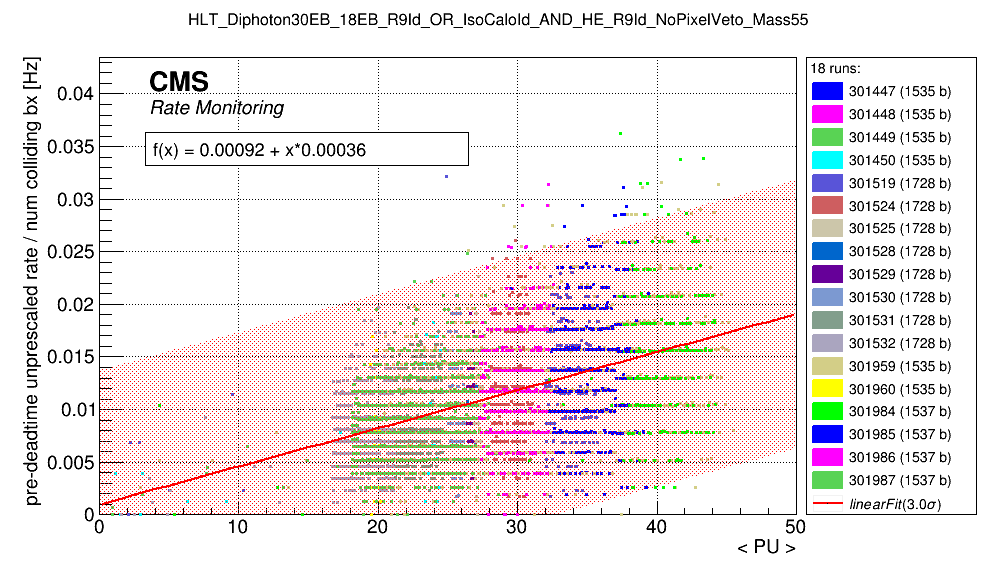 HLT_Diphoton30EB_18EB_R9Id_OR_IsoCaloId_AND_HE_R9Id_NoPixelVeto_Mass55
pre-deadtime unprescaled rate / num colliding bx [Hz]
CMS
Rate Monitoring
f(x) = 0.00092 + x*0.00036
0.04
0.035
0.03
0.025
0.02
0.015
0.01
0.005
0
0 10 20 30 40 50
< PU >
18 runs:
301447 (1535 b)
301448 (1535 b)
301449 (1535 b)
301450 (1535 b)
301519 (1728 b)
301524 (1728 b)
301525 (1728 b)
301528 (1728 b)
301529 (1728 b)
301530 (1728 b)
301531 (1728 b)
301532 (1728 b)
301959 (1535 b)
301960 (1535 b)
301984 (1537 b)
301985 (1537 b)
301986 (1537 b)
301987 (1537 b)
linearFit(3.0σ)